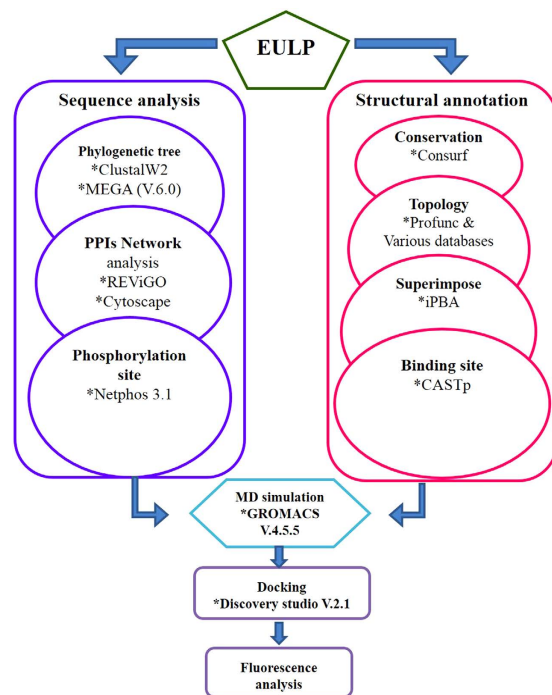 EULP
Sequence analysis
Phylogenetic tree
*ClustalW2
*MEGA (V.6.0)
PPIs Network
analysis
*REViGO
*Cytoscape
Phosphorylation
site
*Netphos 3.1
Structural annotation
Conservation
*Consurf
Topology
*Profunc &
Various databases
Superimpose
*iPBA
Binding site
*CASTp
MD simulation
*GROMACS
V.4.5.5
Docking
*Discovery studio V.2.1
Fluorescence
analysis